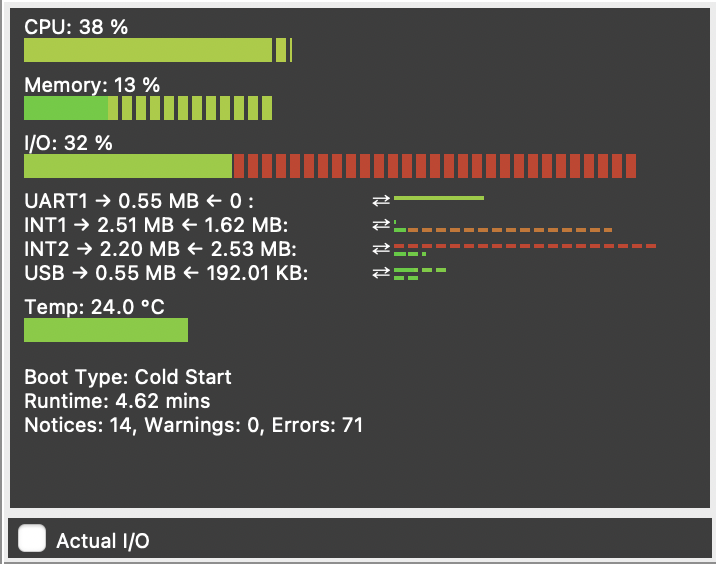 CPU: 38 %
Memory: 13 %
I/O: 32 %
UART1 → 0.55 MB ← 0 : ⇄
INT1 → 2.51 MB ← 1.62 MB: ⇄
INT2 → 2.20 MB ← 2.53 MB: ⇄
USB → 0.55 MB ← 192.01 KB: ⇄
Temp: 24.0 °C
Boot Type: Cold Start
Runtime: 4.62 mins
Notices: 14, Warnings: 0, Errors: 71
Actual I/O